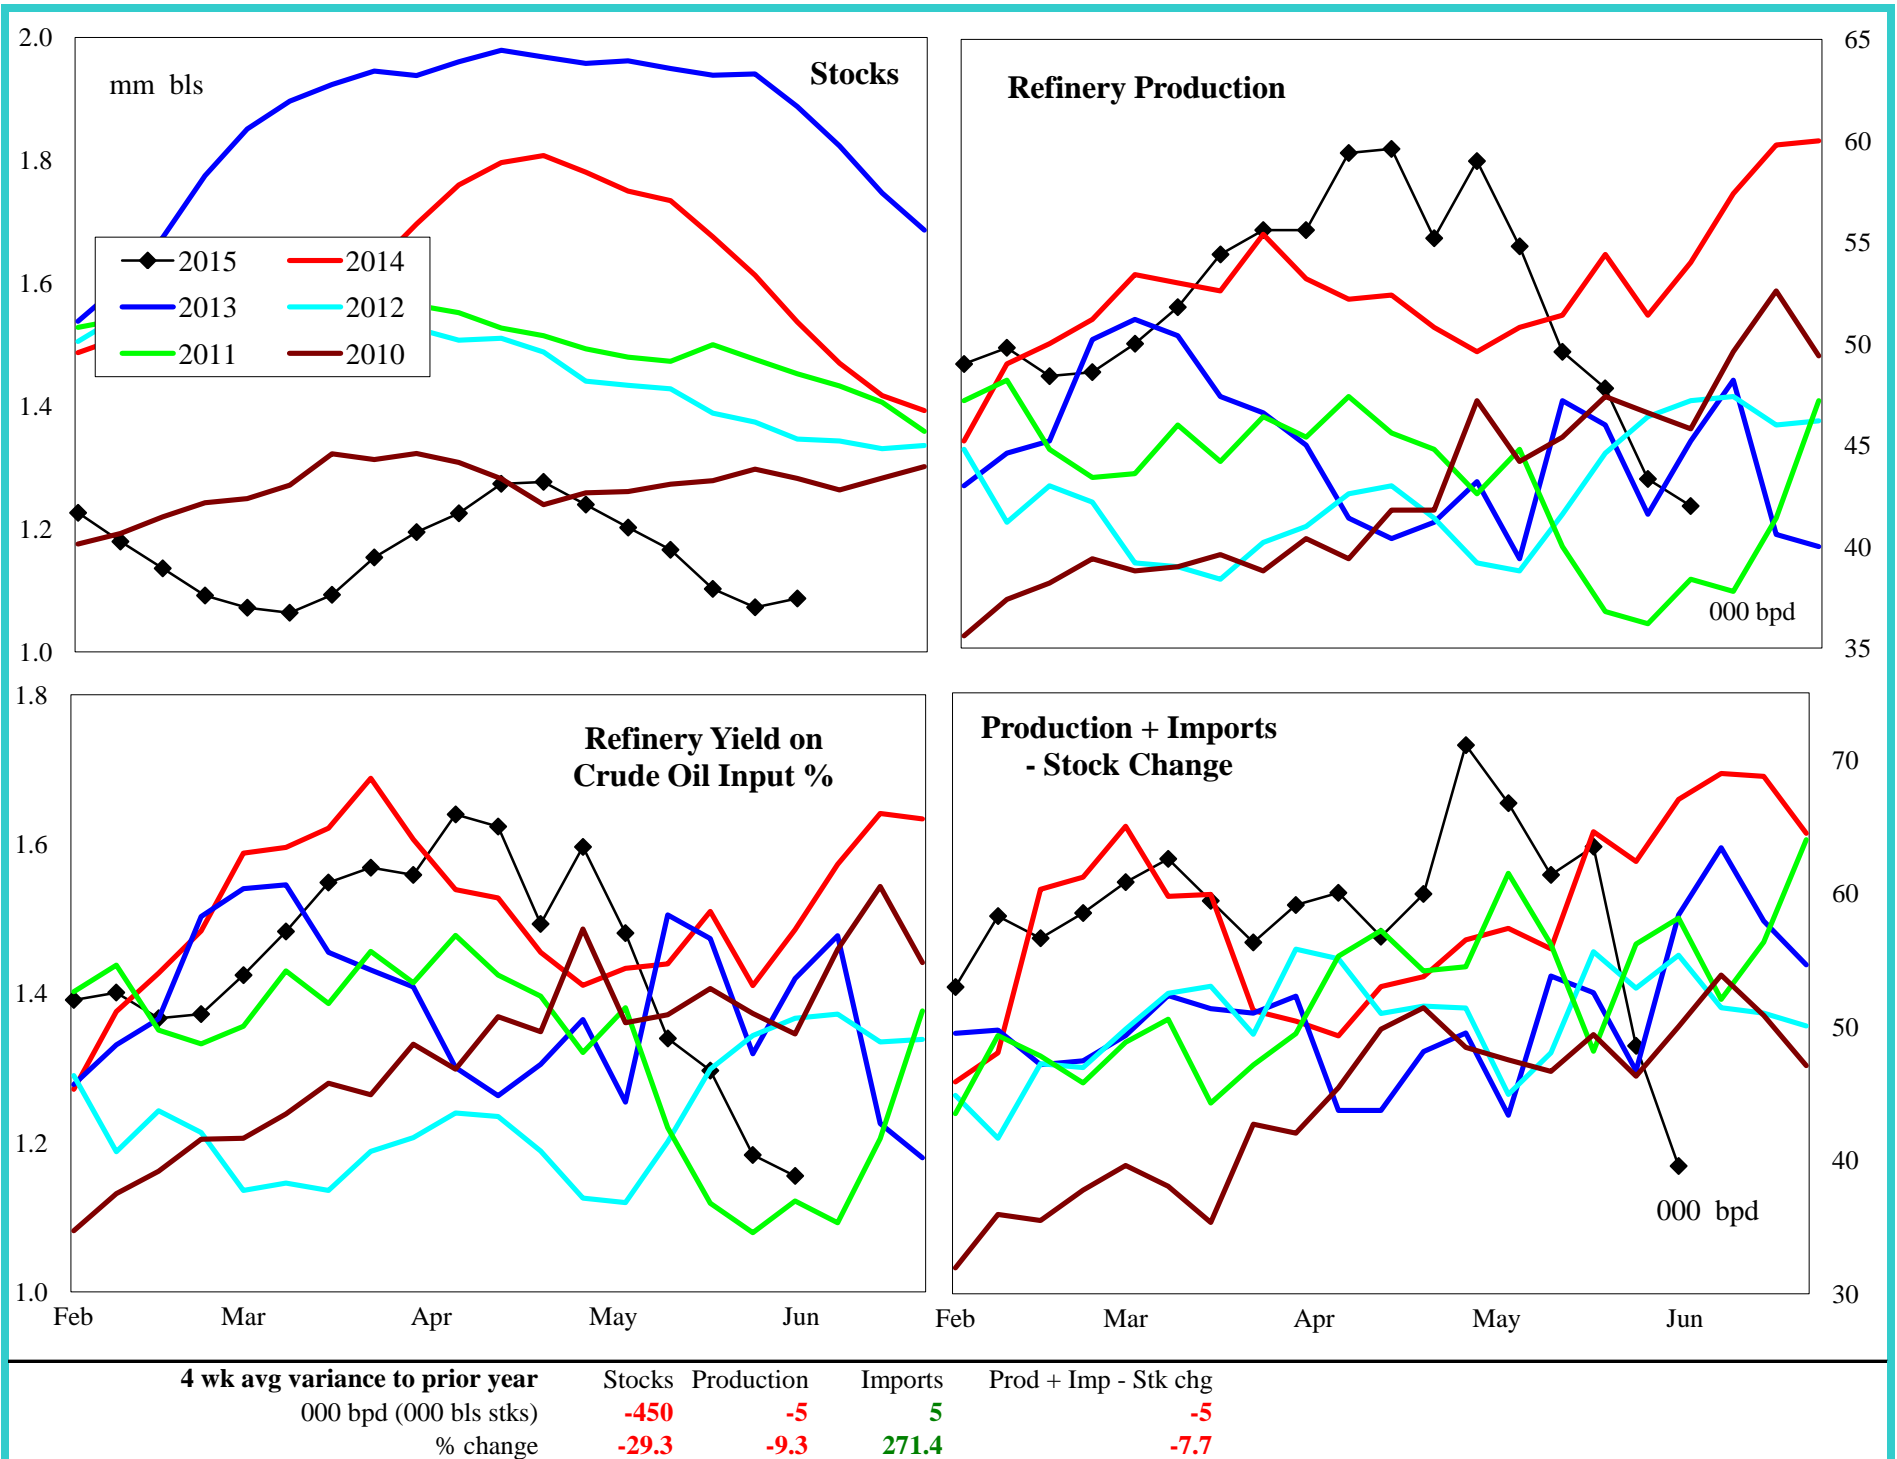 2.0
1.8
1.6
1.4
1.2
1.0
mm bls
Stocks
2015 2014
2013 2012
2011 2010
Refinery Production
65
60
55
50
45
40
35
000 bpd
1.8
1.6
1.4
1.2
1.0
Refinery Yield on
Crude Oil Input %
Feb Mar Apr May Jun
Production + Imports
- Stock Change
70
60
50
40
30
000 bpd
Feb Mar Apr May Jun
4 wk avg variance to prior year Stocks Production Imports Prod + Imp - Stk chg
000 bpd (000 bls stks) -450 -5 5 -5
% change -29.3 -9.3 271.4 -7.7